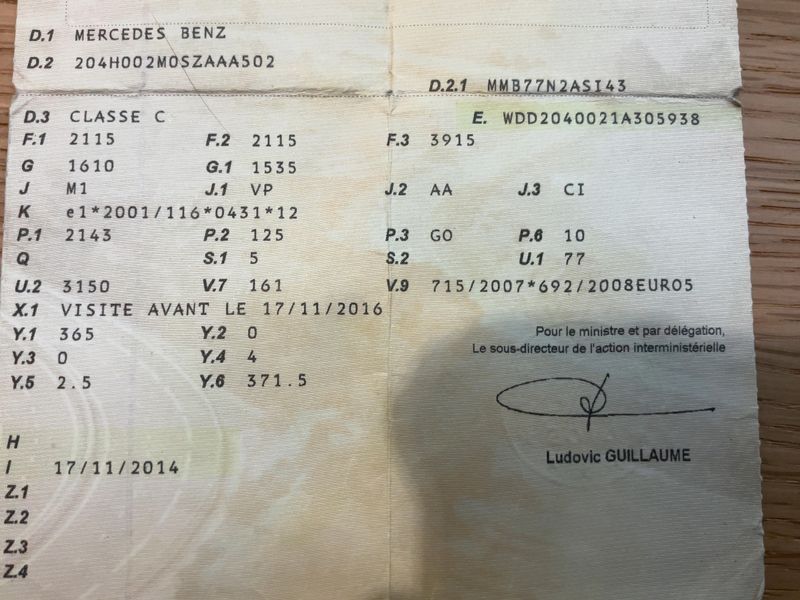 D.1 MERCEDES BENZ
D.2 204H002M0SZAAA502
D.2.1 MMB77N2ASI43
D.3 CLASSE C
E. WDD2040021A305938
F.1 2115 F.2 2115 F.3 3915
G 1610 G.1 1535
J M1 J.1 VP J.2 AA J.3 CI
K e1*2001/116*0431*12
P.1 2143 P.2 125 P.3 GO P.6 10
Q S.1 5 S.2 U.1 77
U.2 3150 V.7 161 V.9 715/2007*692/2008EURO5
X.1 VISITE AVANT LE 17/11/2016
Y.1 365 Y.2 0
Y.3 0 Y.4 4
Y.5 2.5 Y.6 371.5
Pour le ministre et par délégation,
Le sous-directeur de l'action interministérielle
Ludovic GUILLAUME
H
I 17/11/2014
Z.1
Z.2
Z.3
Z.4